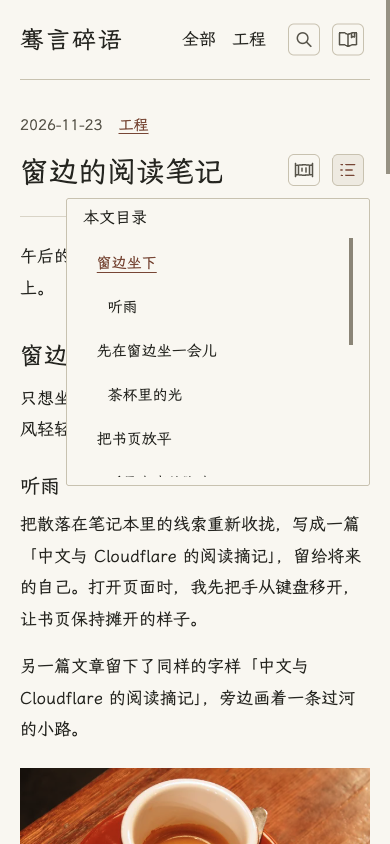 骞言碎语
全部 工程
2026-11-23 工程
窗边的阅读笔记
本文目录
窗边坐下
听雨
先在窗边坐一会儿
茶杯里的光
把书页放平
午后的
上。
窗边
只想坐
风轻轻
听雨
把散落在笔记本里的线索重新收拢，写成一篇
「中文与 Cloudflare 的阅读摘记」，留给将来
的自己。打开页面时，我先把手从键盘移开，
让书页保持摊开的样子。
另一篇文章留下了同样的字样「中文与
Cloudflare 的阅读摘记」，旁边画着一条过河
的小路。